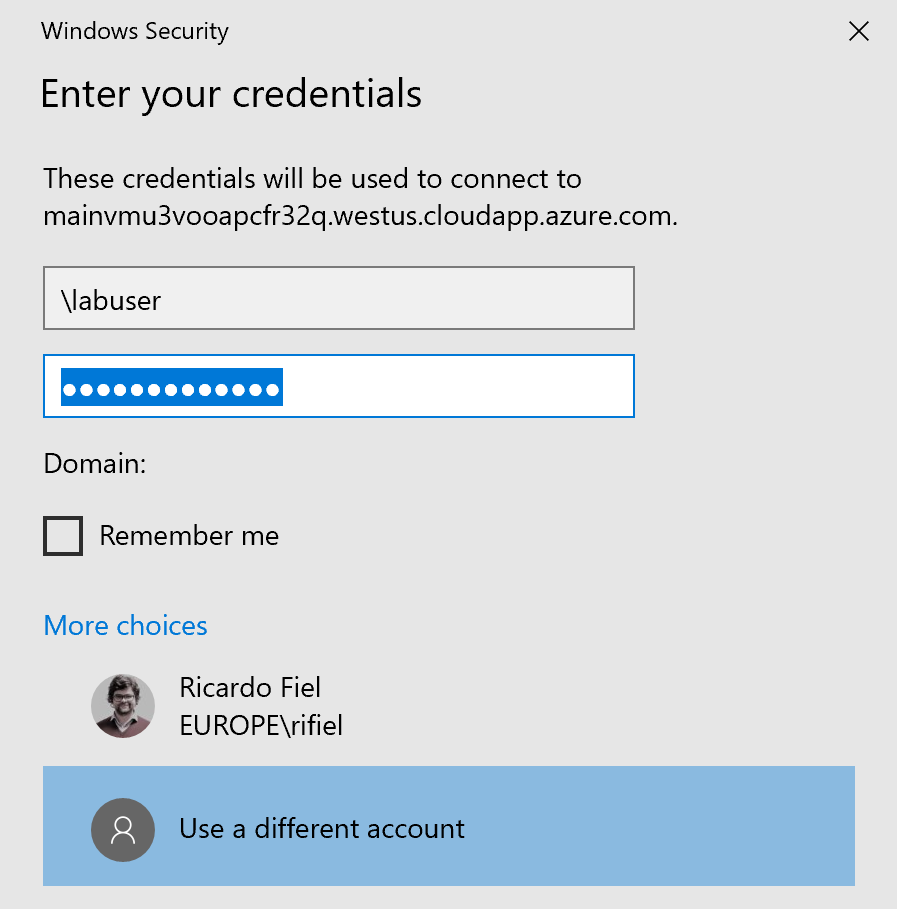 Windows Security
Enter your credentials
These credentials will be used to connect to
mainvmu3vooapcfr32q.westus.cloudapp.azure.com.
\labuser
●●●●●●●●●●●●●
Domain:
Remember me
More choices
Ricardo Fiel
EUROPE\rifiel
Use a different account